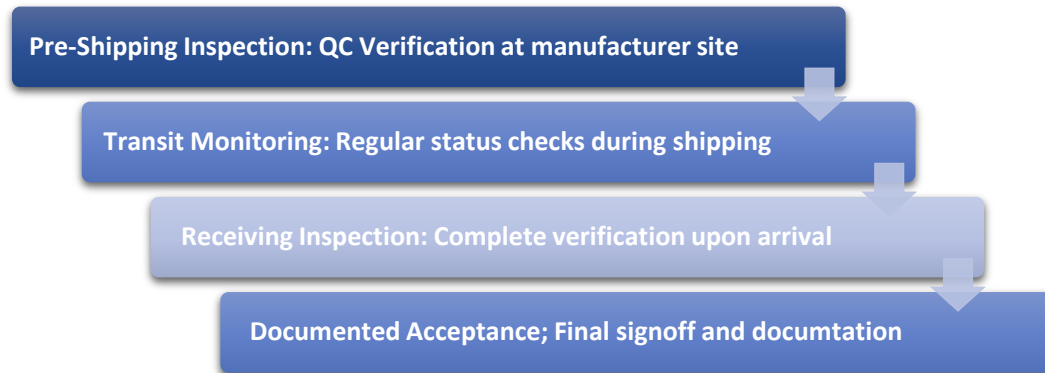 Pre-Shipping Inspection: QC Verification at manufacturer site
Transit Monitoring: Regular status checks during shipping
Receiving Inspection: Complete verification upon arrival
Documented Acceptance; Final signoff and documtation